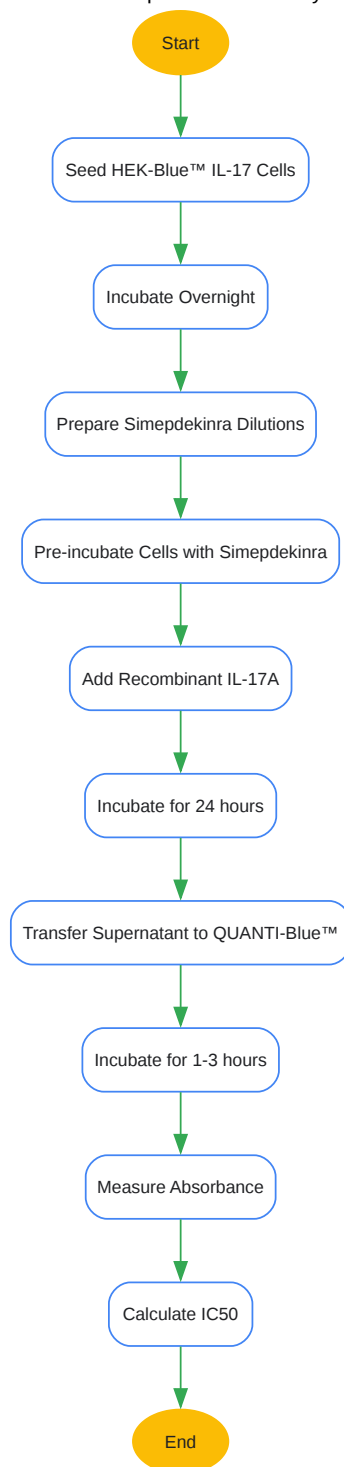 Start
Seed HEK-Blue™ IL-17 Cells
Incubate Overnight
Prepare Simepdekinra Dilutions
Pre-incubate Cells with Simepdekinra
Add Recombinant IL-17A
Incubate for 24 hours
Transfer Supernatant to QUANTI-Blue™
Incubate for 1-3 hours
Measure Absorbance
Calculate IC50
End